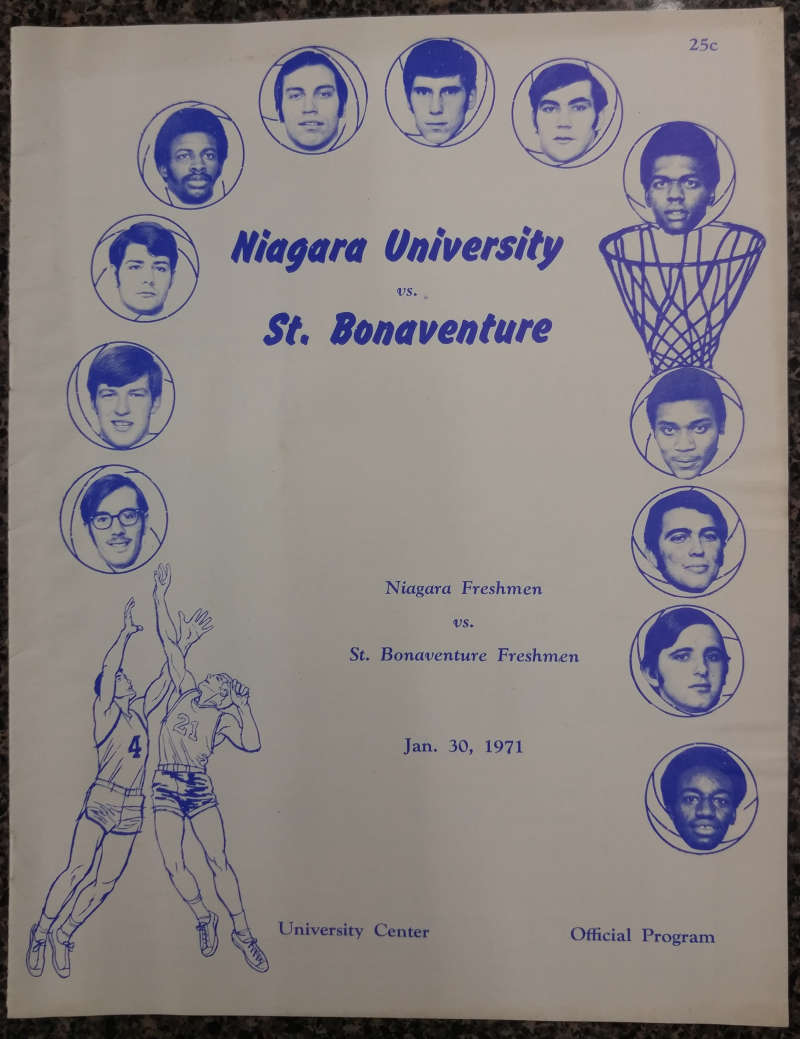 25c
Niagara University
vs.
St. Bonaventure
Niagara Freshmen
vs.
St. Bonaventure Freshmen
Jan. 30, 1971
4
21
University Center
Official Program